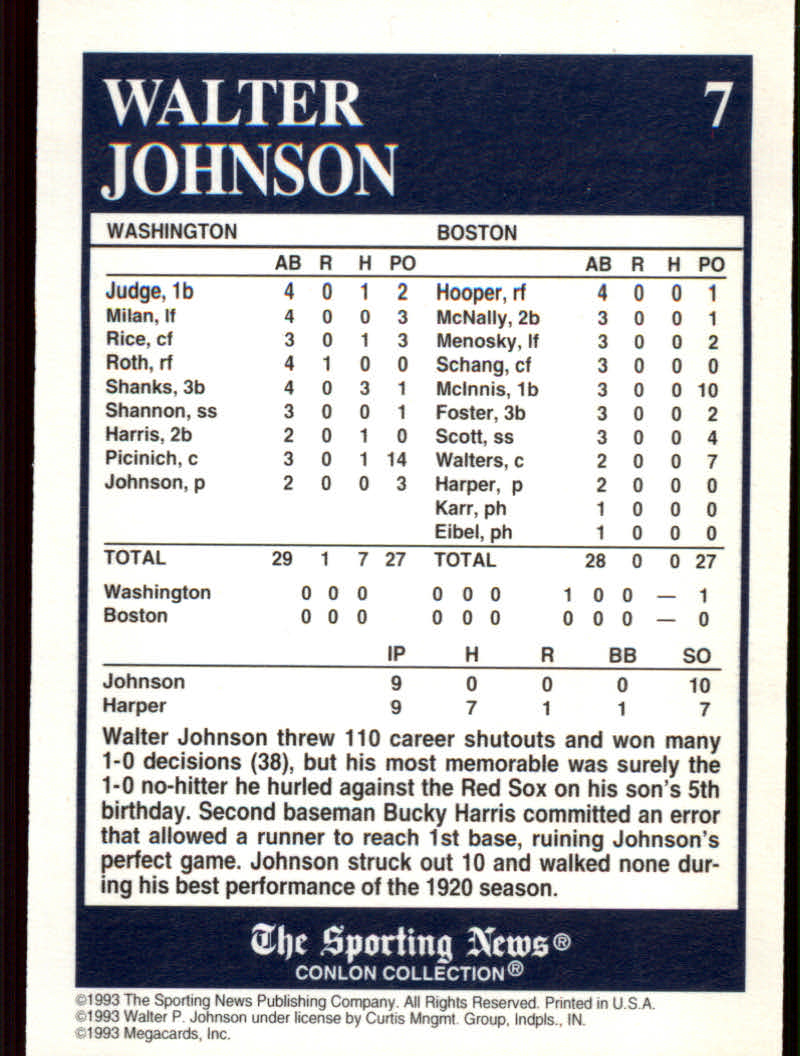 WALTER 7
JOHNSON
WASHINGTON BOSTON
AB R H PO AB R H PO
Judge, 1b 4 0 1 2 Hooper, rf 4 0 0 1
Milan, lf 4 0 0 3 McNally, 2b 3 0 0 1
Rice, cf 3 0 1 3 Menosky, lf 3 0 0 2
Roth, rf 4 1 0 0 Schang, cf 3 0 0 0
Shanks, 3b 4 0 3 1 McInnis, 1b 3 0 0 10
Shannon, ss 3 0 0 1 Foster, 3b 3 0 0 2
Harris, 2b 2 0 1 0 Scott, ss 3 0 0 4
Picinich, c 3 0 1 14 Walters, c 2 0 0 7
Johnson, p 2 0 0 3 Harper, p 2 0 0 0
Karr, ph 1 0 0 0
Eibel, ph 1 0 0 0
TOTAL 29 1 7 27 TOTAL 28 0 0 27
Washington 0 0 0 0 0 0 1 0 0 — 1
Boston 0 0 0 0 0 0 0 0 0 — 0
IP H R BB SO
Johnson 9 0 0 0 10
Harper 9 7 1 1 7
Walter Johnson threw 110 career shutouts and won many
1-0 decisions (38), but his most memorable was surely the
1-0 no-hitter he hurled against the Red Sox on his son's 5th
birthday. Second baseman Bucky Harris committed an error
that allowed a runner to reach 1st base, ruining Johnson's
perfect game. Johnson struck out 10 and walked none dur-
ing his best performance of the 1920 season.
The Sporting News®
CONLON COLLECTION®
©1993 The Sporting News Publishing Company. All Rights Reserved. Printed in U.S.A.
©1993 Walter P. Johnson under license by Curtis Mngmt. Group, Indpls., IN.
©1993 Megacards, Inc.